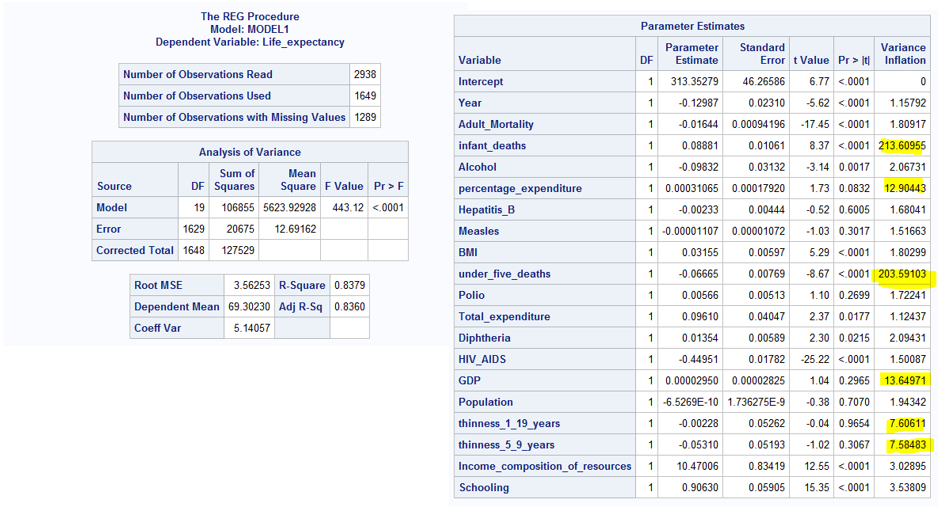 The REG Procedure
Model: MODEL1
Dependent Variable: Life_expectancy
Number of Observations Read 2938
Number of Observations Used 1649
Number of Observations with Missing Values 1289
Analysis of Variance
Source DF Sum of Squares Mean Square F Value Pr > F
Model 19 106855 5623.92928 443.12 <.0001
Error 1629 20675 12.69162
Corrected Total 1648 127529
Root MSE 3.56253 R-Square 0.8379
Dependent Mean 69.30230 Adj R-Sq 0.8360
Coeff Var 5.14057
Parameter Estimates
Variable DF Parameter Estimate Standard Error t Value Pr > |t| Variance Inflation
Intercept 1 313.35279 46.26586 6.77 <.0001 0
Year 1 -0.12987 0.02310 -5.62 <.0001 1.15792
Adult_Mortality 1 -0.01644 0.00094196 -17.45 <.0001 1.80917
infant_deaths 1 0.08881 0.01061 8.37 <.0001 213.60955
Alcohol 1 -0.09832 0.03132 -3.14 0.0017 2.06731
percentage_expenditure 1 0.00031065 0.00017920 1.73 0.0832 12.90443
Hepatitis_B 1 -0.00233 0.00444 -0.52 0.6005 1.68041
Measles 1 -0.00001107 0.00001072 -1.03 0.3017 1.51663
BMI 1 0.03155 0.00597 5.29 <.0001 1.80299
under_five_deaths 1 -0.06665 0.00769 -8.67 <.0001 203.59103
Polio 1 0.00566 0.00513 1.10 0.2699 1.72241
Total_expenditure 1 0.09610 0.04047 2.37 0.0177 1.12437
Diphtheria 1 0.01354 0.00589 2.30 0.0215 2.09431
HIV_AIDS 1 -0.44951 0.01782 -25.22 <.0001 1.50087
GDP 1 0.00002950 0.00002825 1.04 0.2965 13.64971
Population 1 -6.5269E-10 1.736275E-9 -0.38 0.7070 1.94342
thinness_1_19_years 1 -0.00228 0.05262 -0.04 0.9654 7.60611
thinness_5_9_years 1 -0.05310 0.05193 -1.02 0.3067 7.58483
Income_composition_of_resources 1 10.47006 0.83419 12.55 <.0001 3.02895
Schooling 1 0.90630 0.05905 15.35 <.0001 3.53809